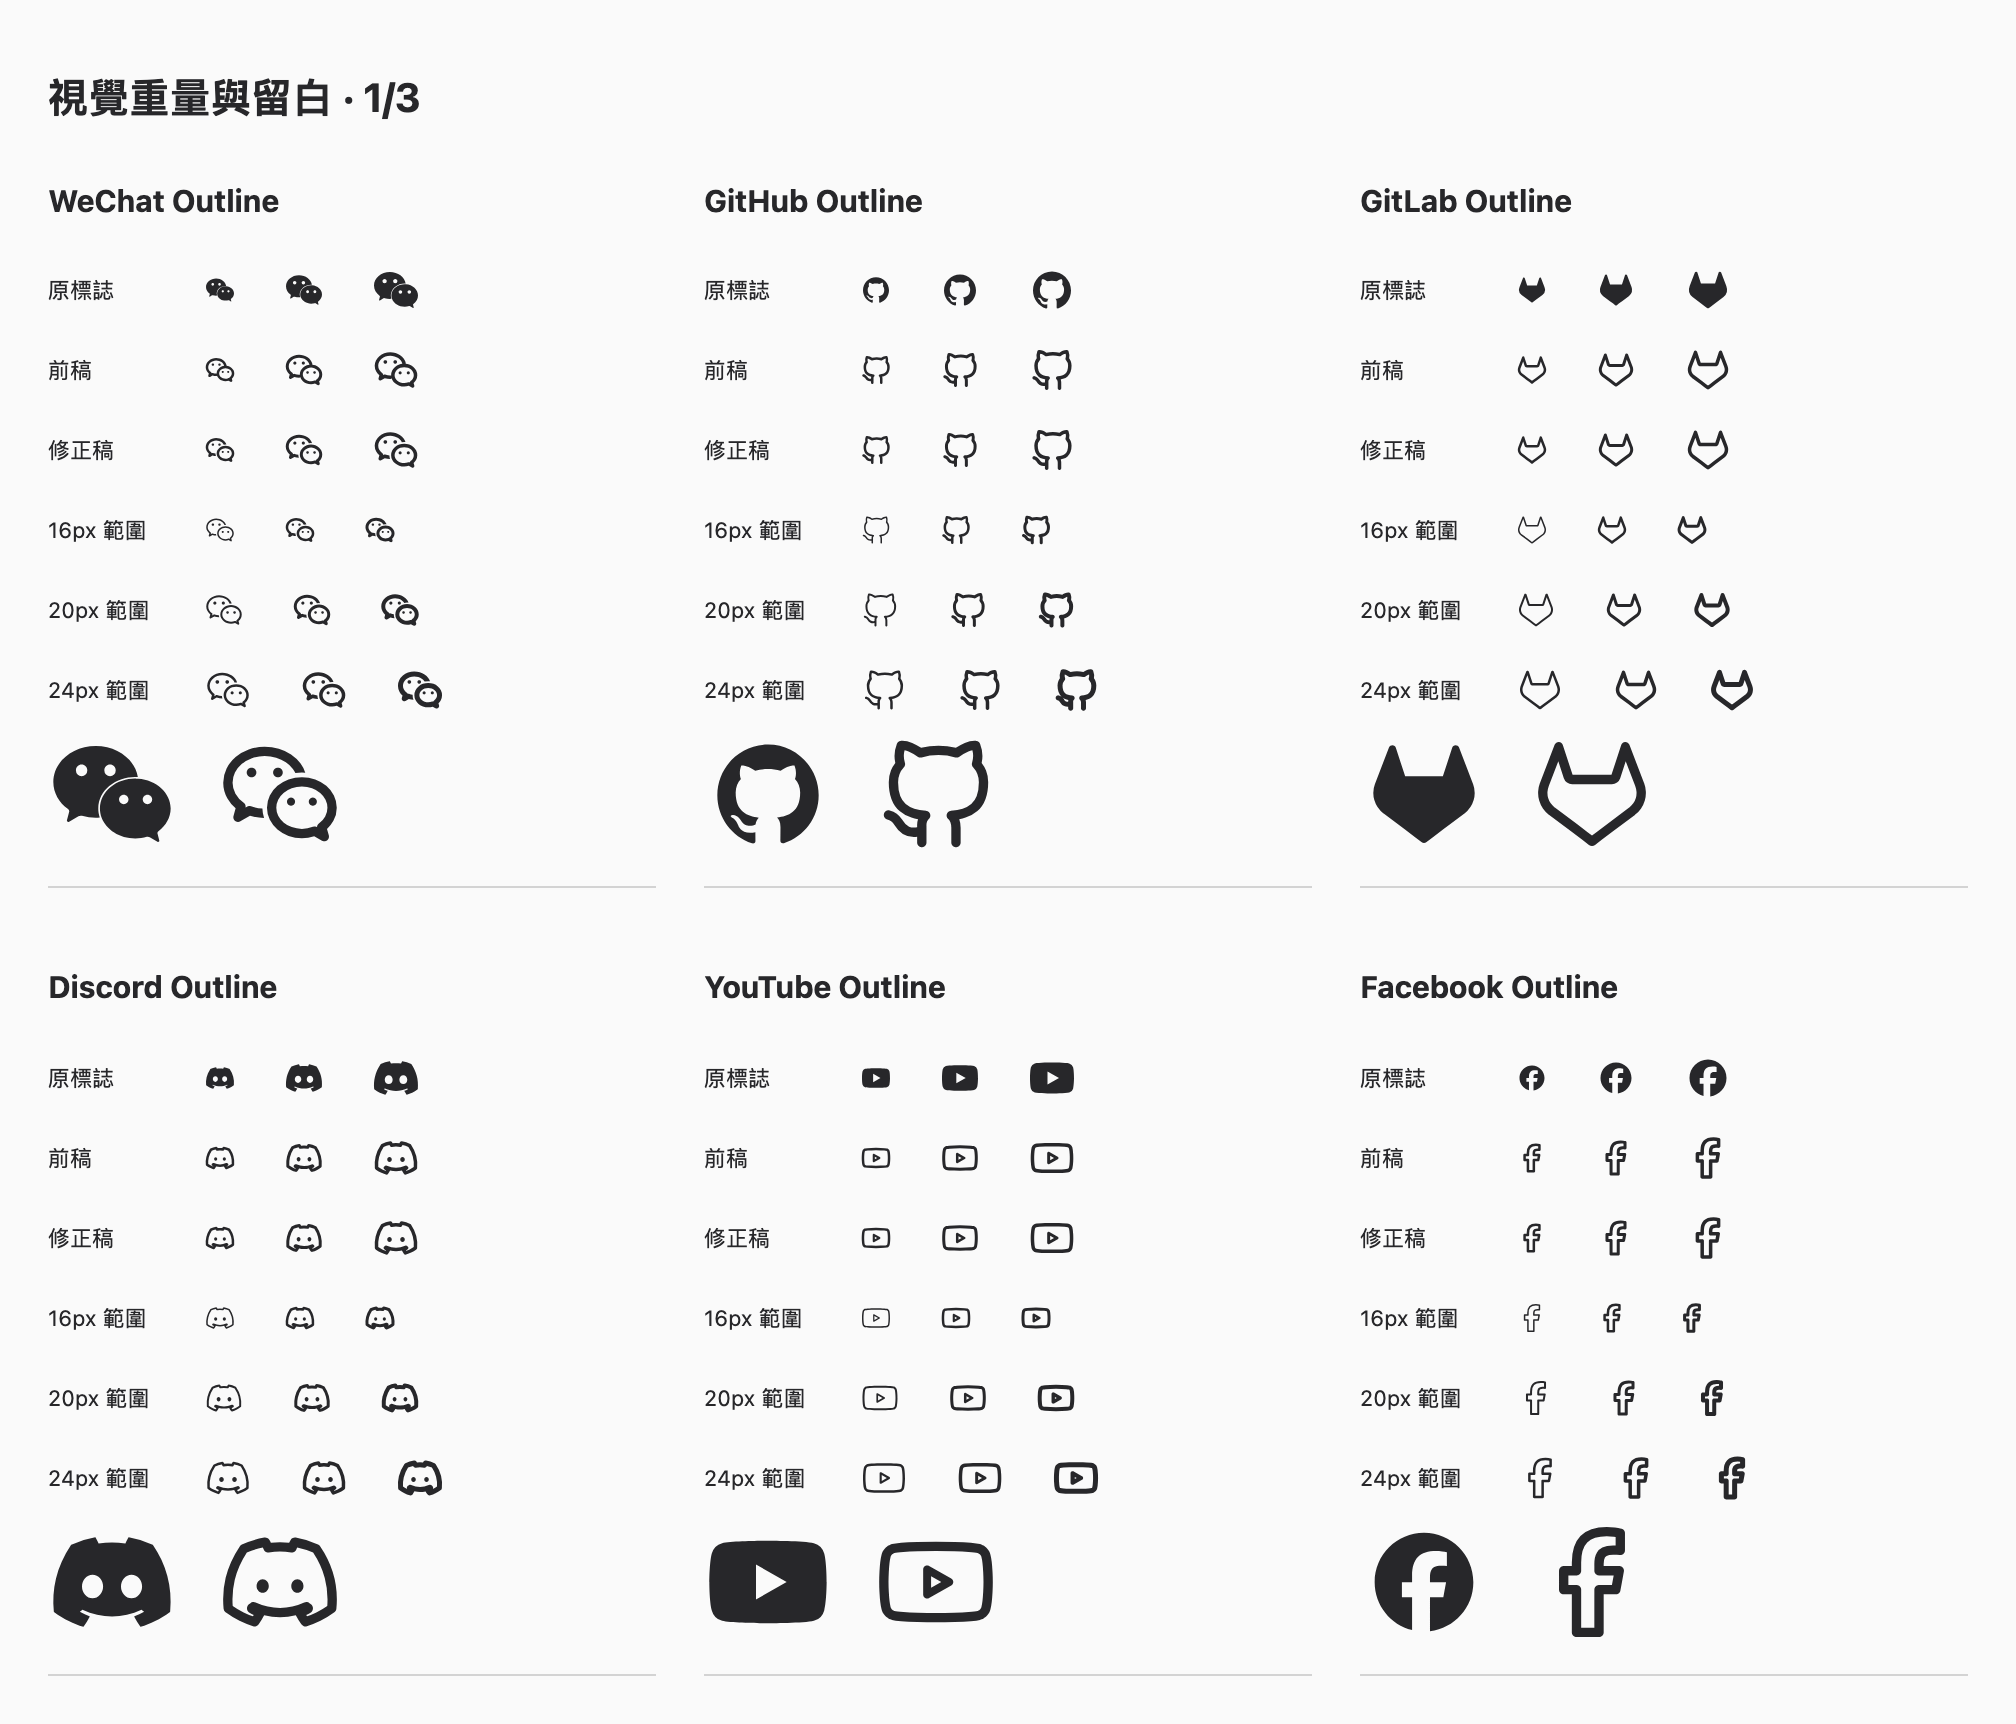 視覺重量與留白 · 1/3
WeChat Outline
原標誌
前稿
修正稿
16px 範圍
20px 範圍
24px 範圍
GitHub Outline
原標誌
前稿
修正稿
16px 範圍
20px 範圍
24px 範圍
GitLab Outline
原標誌
前稿
修正稿
16px 範圍
20px 範圍
24px 範圍
Discord Outline
原標誌
前稿
修正稿
16px 範圍
20px 範圍
24px 範圍
YouTube Outline
原標誌
前稿
修正稿
16px 範圍
20px 範圍
24px 範圍
Facebook Outline
原標誌
前稿
修正稿
16px 範圍
20px 範圍
24px 範圍